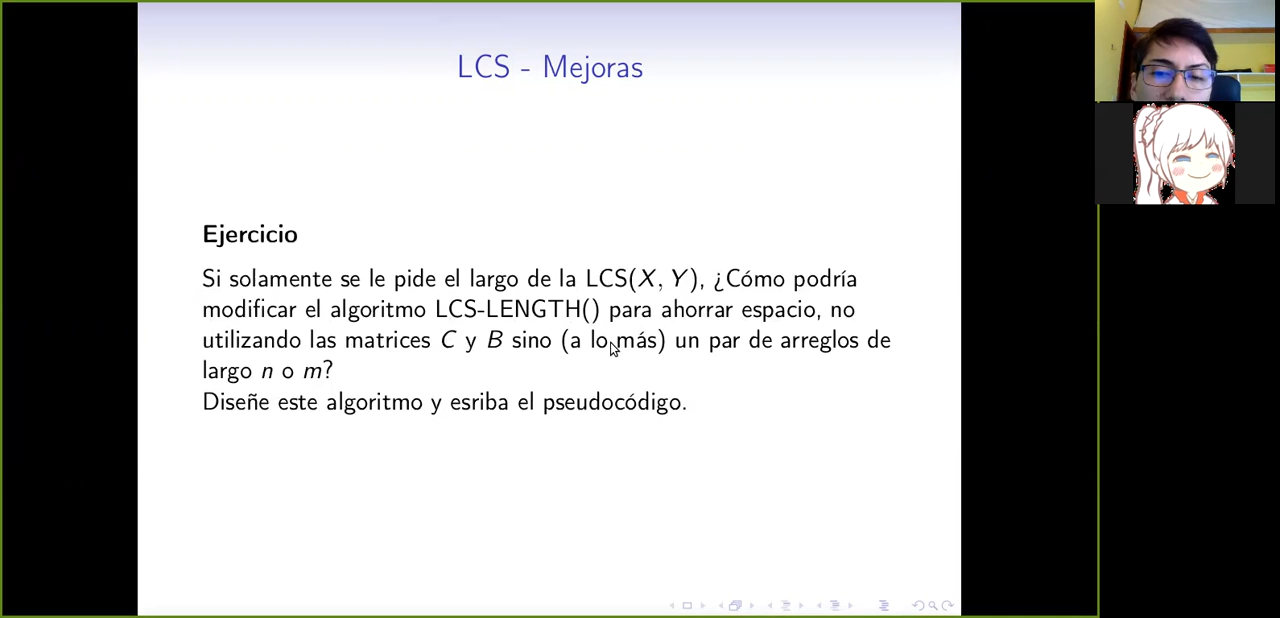 LCS - Mejoras
Ejercicio
Si solamente se le pide el largo de la LCS(X, Y), ¿Cómo podría
modificar el algoritmo LCS-LENGTH() para ahorrar espacio, no
utilizando las matrices C y B sino (a lo más) un par de arreglos de
largo n o m?
Diseñe este algoritmo y esriba el pseudocódigo.